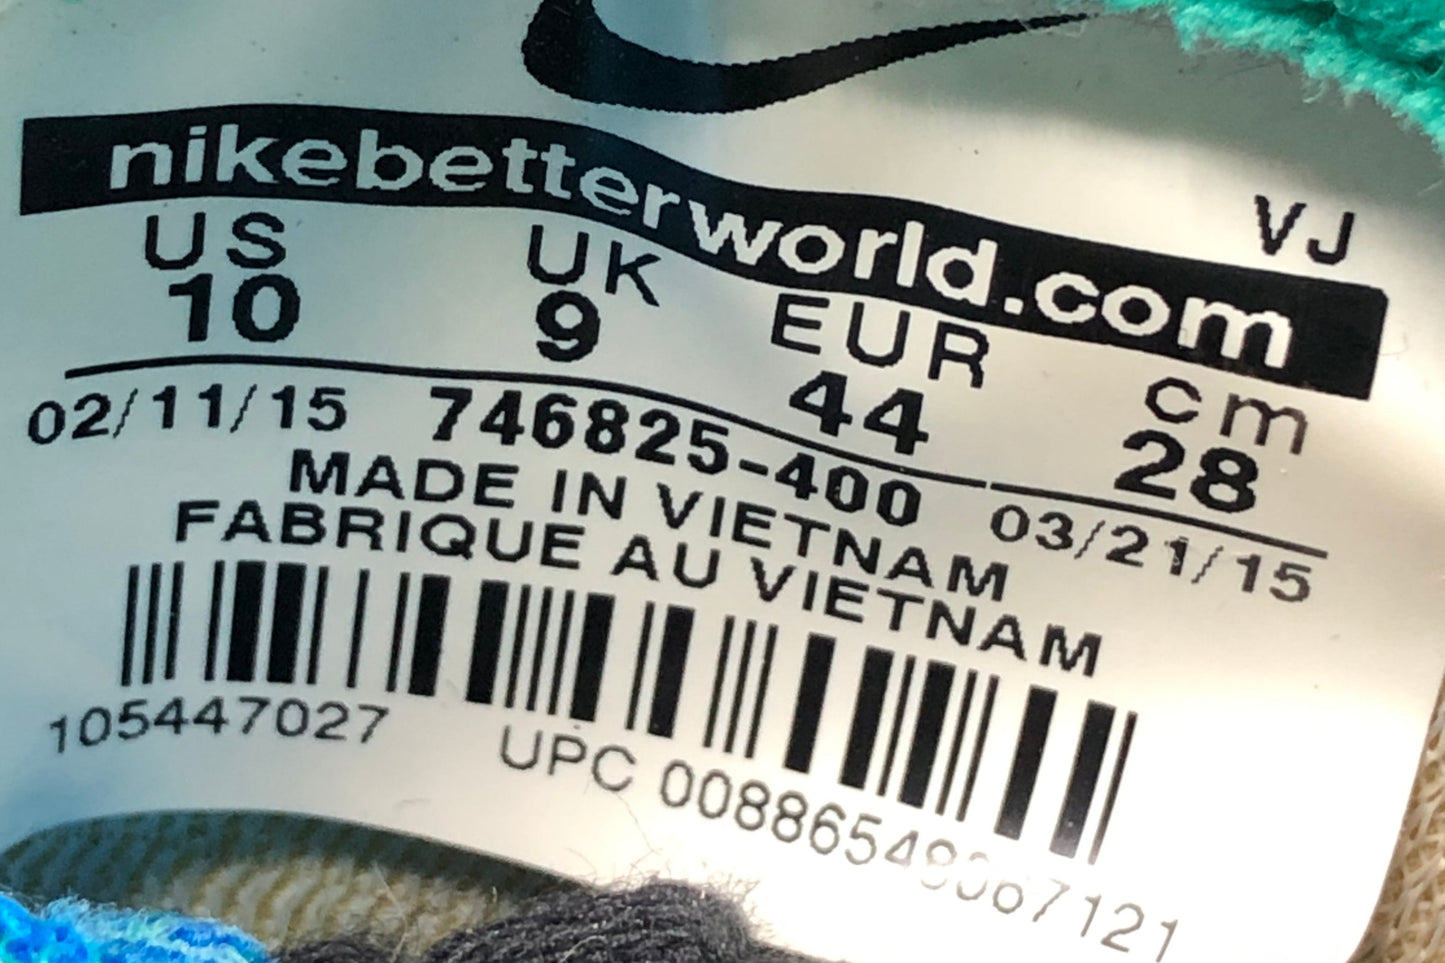 nikebetterworld.com
VJ
US UK EUR cm
10 9 44 28
02/11/15 746825-400 03/21/15
MADE IN VIETNAM
FABRIQUE AU VIETNAM
105447027 UPC